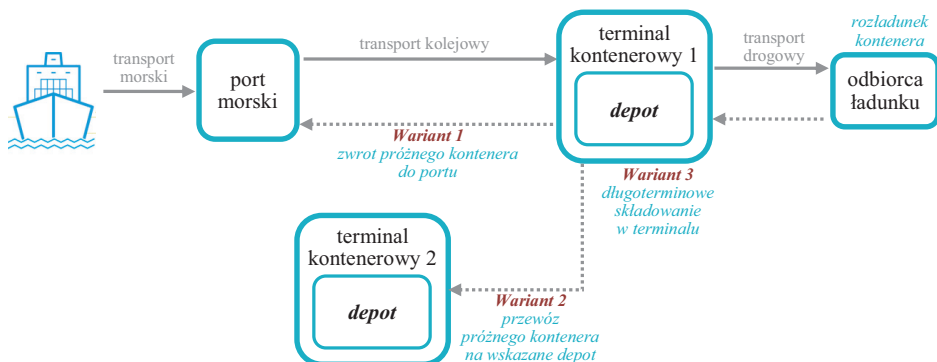 transport
morski
port
morski
transport kolejowy
terminal
kontenerowy 1
depot
transport
drogowy
rozładunek
kontenera
odbiorca
ładunku
Wariant 1
zwrot próżnego kontenera
do portu
Wariant 3
długoterminowe
składowanie
w terminalu
terminal
kontenerowy 2
depot
Wariant 2
przewóz
próżnego kontenera
na wskazane depot